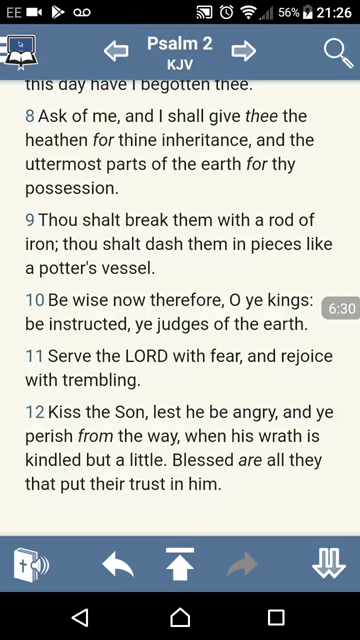 EE 56% 21:26
Psalm 2
KJV
this day have I begotten thee.
8 Ask of me, and I shall give thee the
heathen for thine inheritance, and the
uttermost parts of the earth for thy
possession.
9 Thou shalt break them with a rod of
iron; thou shalt dash them in pieces like
a potter's vessel.
10 Be wise now therefore, O ye kings:
be instructed, ye judges of the earth.
6:30
11 Serve the LORD with fear, and rejoice
with trembling.
12 Kiss the Son, lest he be angry, and ye
perish from the way, when his wrath is
kindled but a little. Blessed are all they
that put their trust in him.